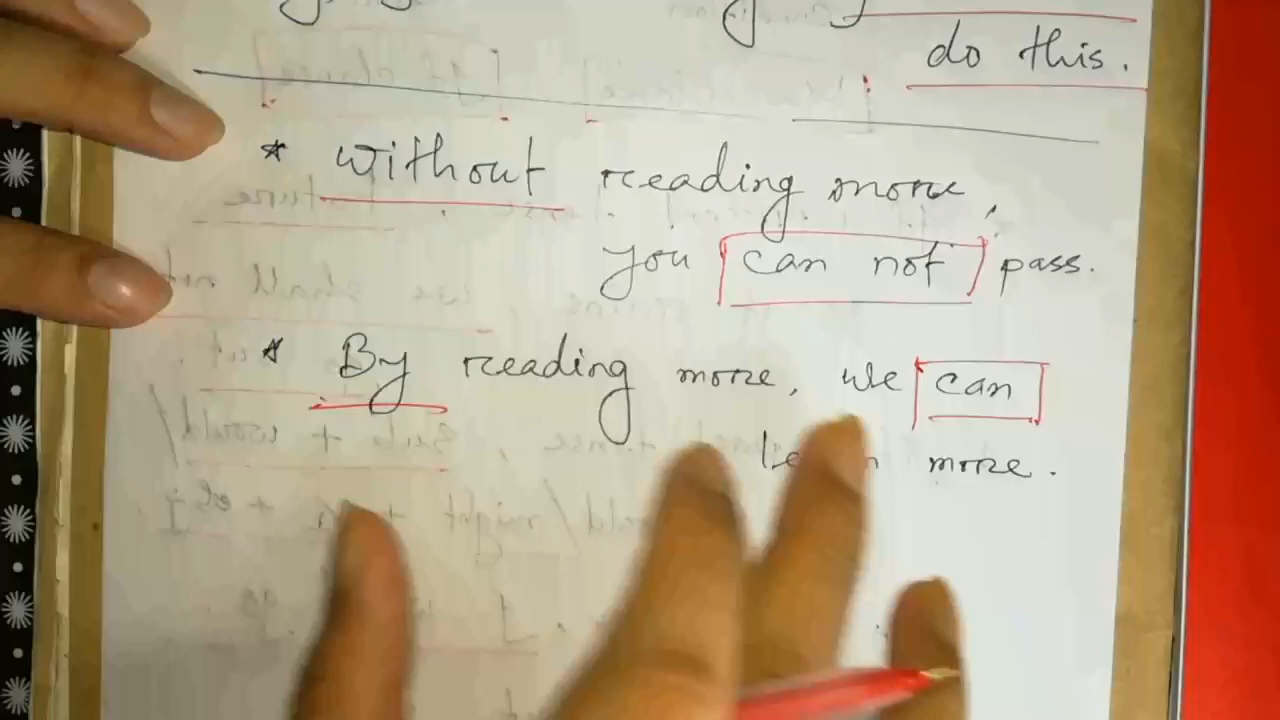 do this.
* without reading more,
you can not pass.
* By reading more, we can
more.